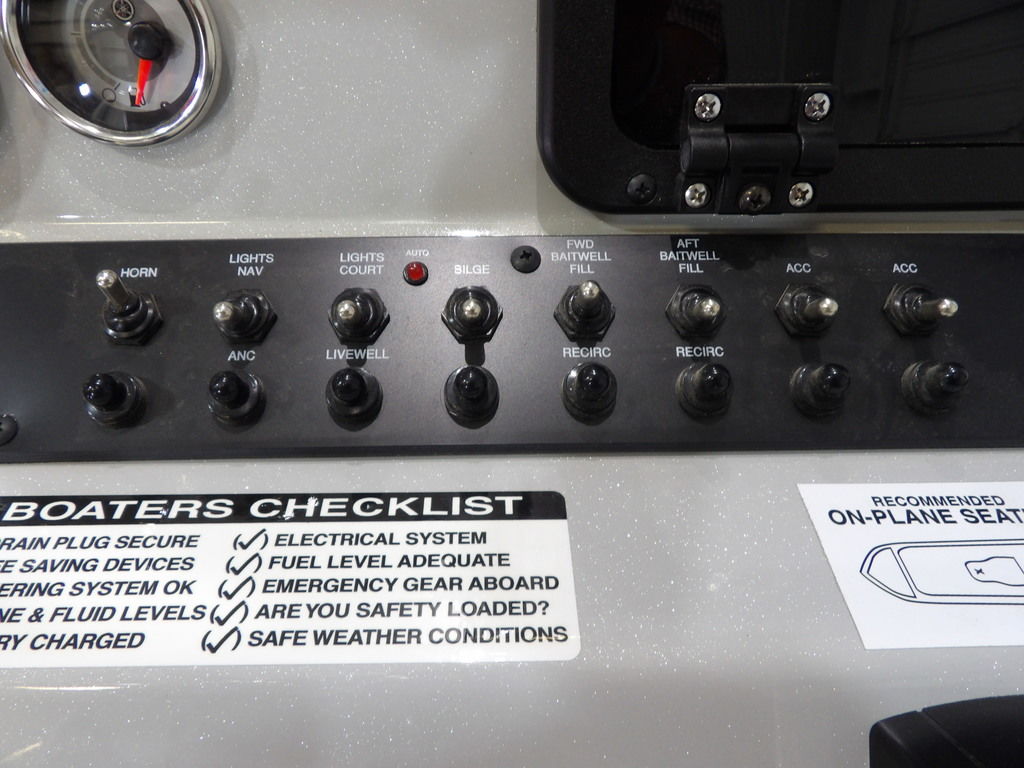 HORN
LIGHTS
NAV
LIGHTS
COURT
AUTO
BILGE
FWD
BAITWELL
FILL
AFT
BAITWELL
FILL
ACC
ACC
ANC
LIVEWELL
RECIRC
RECIRC
BOATERS CHECKLIST
RAIN PLUG SECURE
E SAVING DEVICES
ERING SYSTEM OK
NE & FLUID LEVELS
RY CHARGED
ELECTRICAL SYSTEM
FUEL LEVEL ADEQUATE
EMERGENCY GEAR ABOARD
ARE YOU SAFETY LOADED?
SAFE WEATHER CONDITIONS
RECOMMENDED
ON-PLANE SEAT